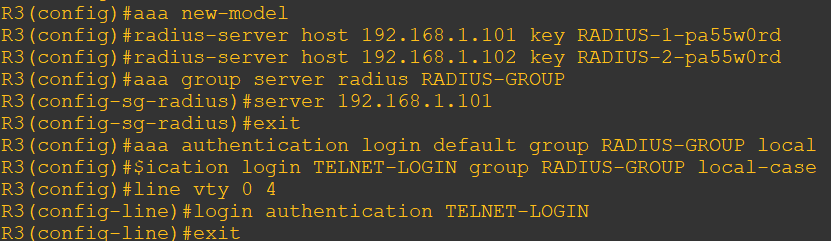 R3(config)#aaa new-model
R3(config)#radius-server host 192.168.1.101 key RADIUS-1-pa55w0rd
R3(config)#radius-server host 192.168.1.102 key RADIUS-2-pa55w0rd
R3(config)#aaa group server radius RADIUS-GROUP
R3(config-sg-radius)#server 192.168.1.101
R3(config-sg-radius)#exit
R3(config)#aaa authentication login default group RADIUS-GROUP local
R3(config)#$ication login TELNET-LOGIN group RADIUS-GROUP local-case
R3(config)#line vty 0 4
R3(config-line)#login authentication TELNET-LOGIN
R3(config-line)#exit